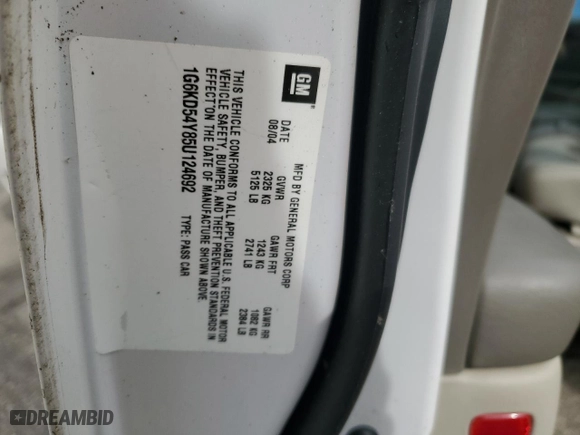 GM
MFD BY GENERAL MOTORS CORP
DATE GVWR GAWR FRT GAWR RR
08/04 2325 KG 1243 KG 1082 KG
5125 LB 2741 LB 2384 LB
THIS VEHICLE CONFORMS TO ALL APPLICABLE U.S. FEDERAL MOTOR
VEHICLE SAFETY, BUMPER, AND THEFT PREVENTION STANDARDS IN
EFFECT ON THE DATE OF MANUFACTURE SHOWN ABOVE.
1G6KD54Y85U124692 TYPE: PASS CAR
DREAMBID